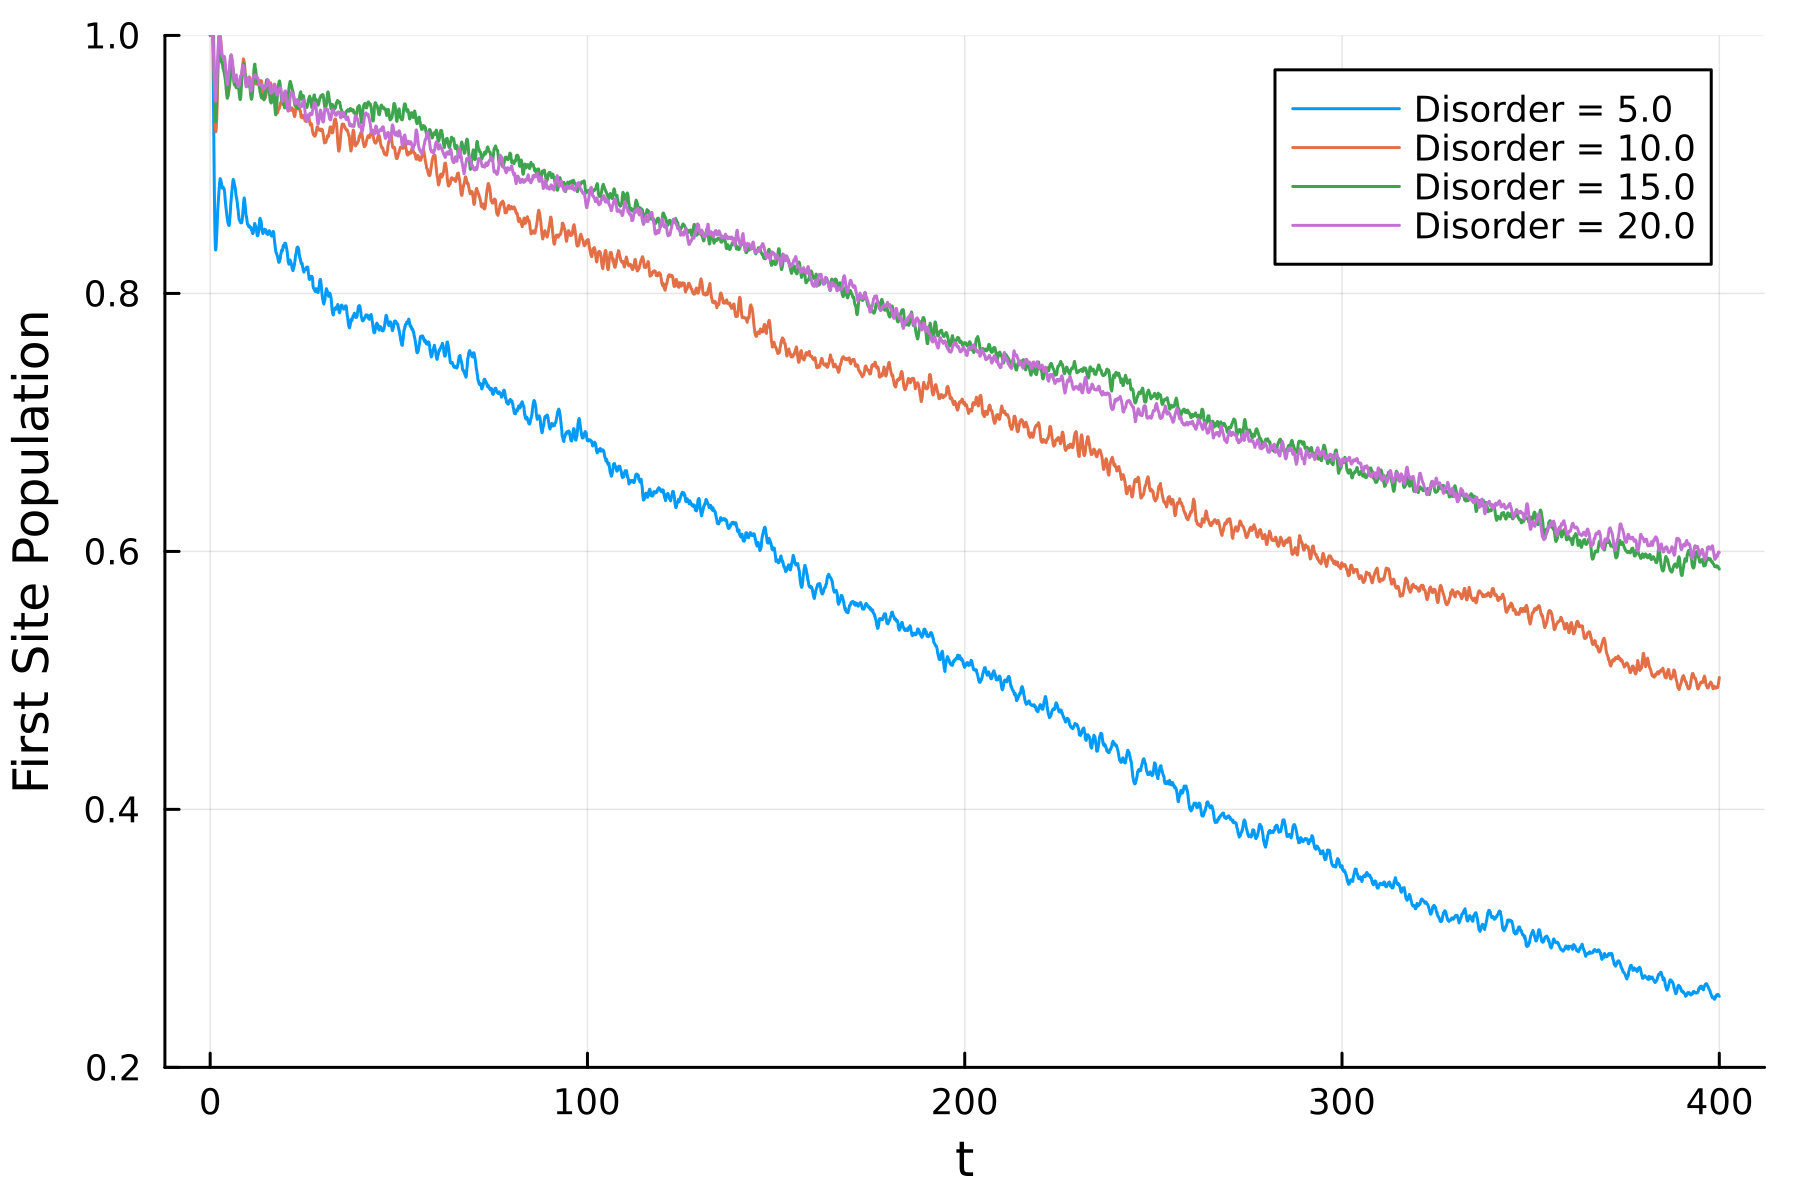 1.0
0.8
0.6
0.4
0.2
First Site Population
Disorder = 5.0
Disorder = 10.0
Disorder = 15.0
Disorder = 20.0
0 100 200 300 400
t